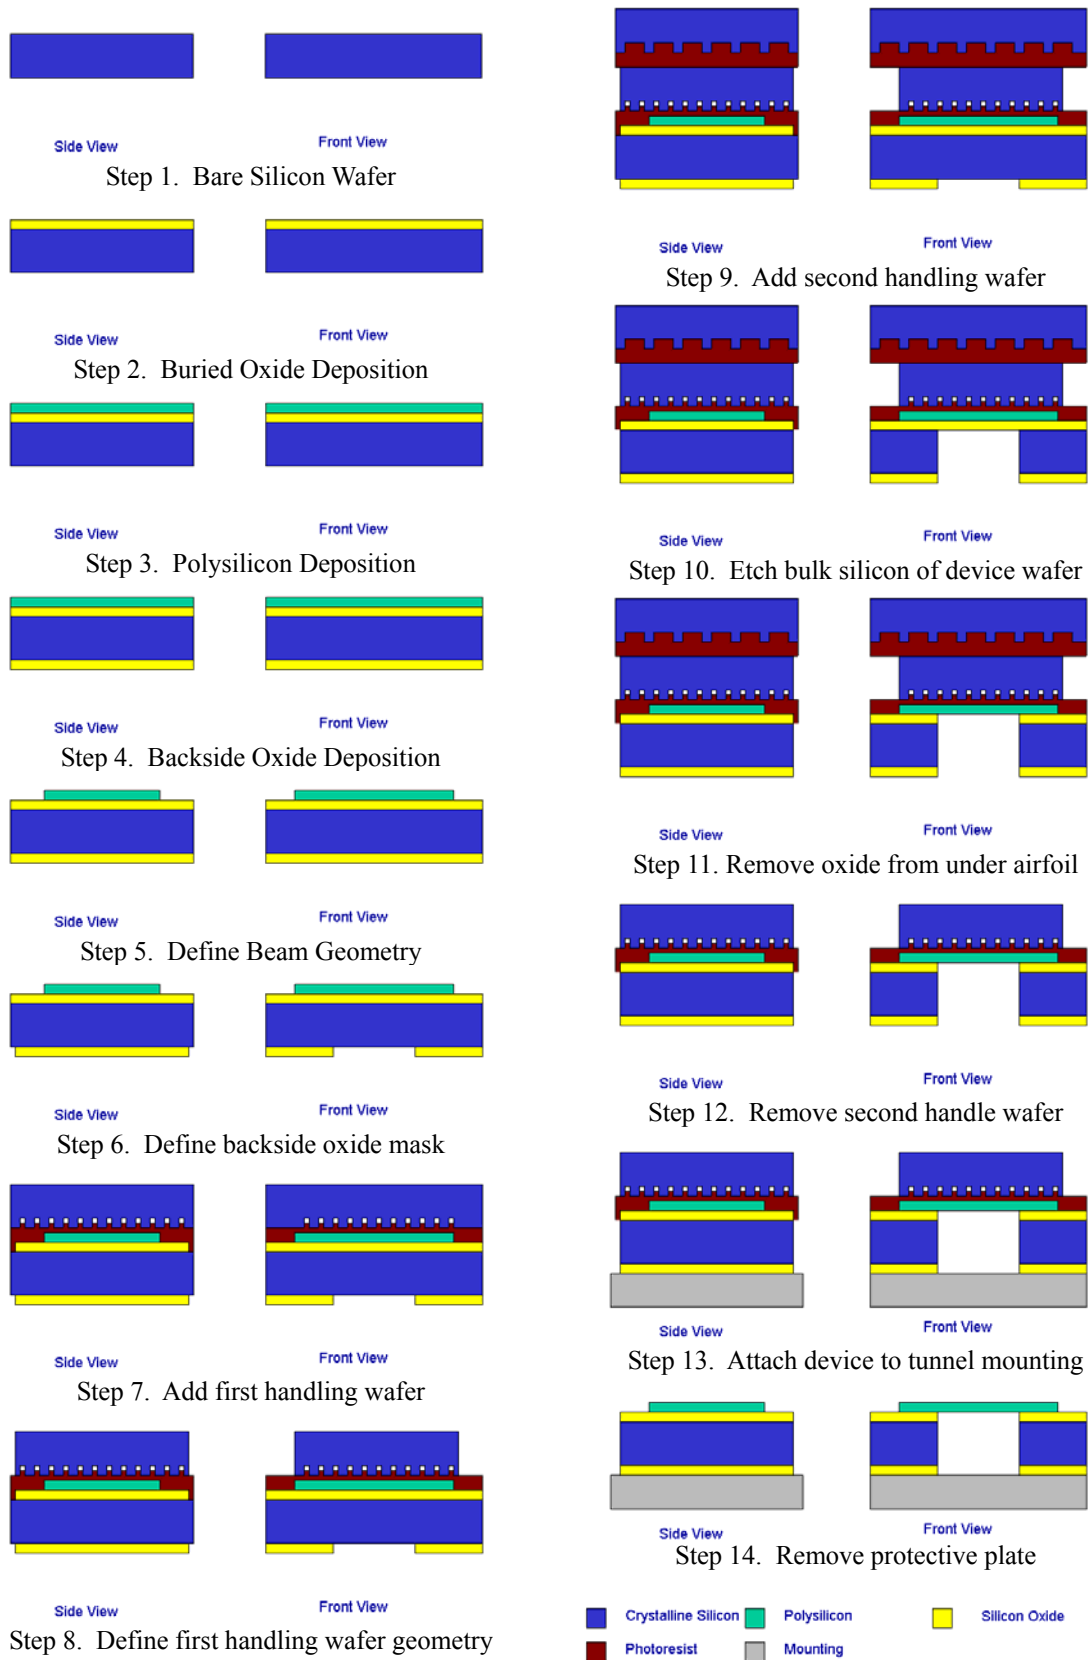 Side View
Front View
Step 1.  Bare Silicon Wafer
Side View
Front View
Step 2.  Buried Oxide Deposition
Side View
Front View
Step 3.  Polysilicon Deposition
Side View
Front View
Step 4.  Backside Oxide Deposition
Side View
Front View
Step 5.  Define Beam Geometry
Side View
Front View
Step 6.  Define backside oxide mask
Side View
Front View
Step 7.  Add first handling wafer
Side View
Front View
Step 8.  Define first handling wafer geometry
Side View
Front View
Step 9.  Add second handling wafer
Side View
Front View
Step 10.  Etch bulk silicon of device wafer
Side View
Front View
Step 11. Remove oxide from under airfoil
Side View
Front View
Step 12.  Remove second handle wafer
Side View
Front View
Step 13.  Attach device to tunnel mounting
Side View
Front View
Step 14.  Remove protective plate
Crystalline Silicon
Polysilicon
Silicon Oxide
Photoresist
Mounting